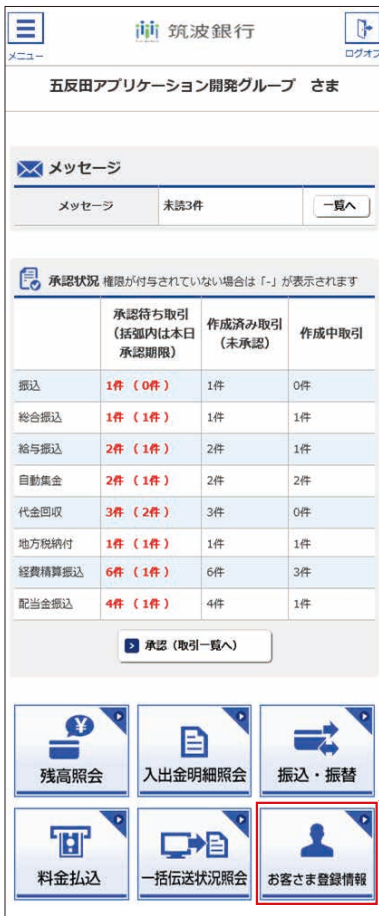 メニュー
筑波銀行
ログオフ
五反田アプリケーション開発グループ さま
メッセージ
メッセージ 未読3件 一覧へ
承認状況 権限が付与されていない場合は「-」が表示されます
承認待ち取引
(括弧内は本日
承認期限)
作成済み取引
(未承認)
作成中取引
振込 1件 ( 0件 ) 1件 0件
総合振込 1件 ( 1件 ) 1件 1件
給与振込 2件 ( 1件 ) 2件 1件
自動集金 2件 ( 1件 ) 2件 2件
代金回収 3件 ( 2件 ) 3件 0件
地方税納付 1件 ( 1件 ) 1件 1件
経費精算振込 6件 ( 1件 ) 6件 3件
配当金振込 4件 ( 1件 ) 4件 1件
承認(取引一覧へ)
¥
残高照会 入出金明細照会 振込・振替
料金払込 一括伝送状況照会 お客さま登録情報